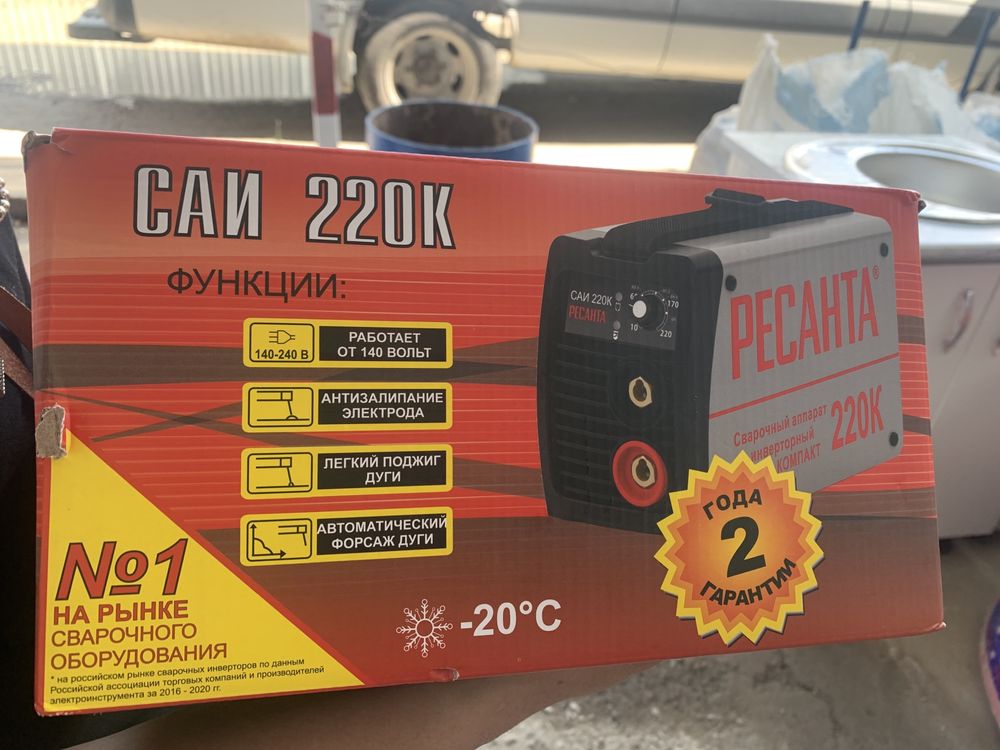 САИ 220К
ФУНКЦИИ:
140-240 В
РАБОТАЕТ
ОТ 140 ВОЛЬТ
АНТИЗАЛИПАНИЕ
ЭЛЕКТРОДА
ЛЕГКИЙ ПОДЖИГ
ДУГИ
АВТОМАТИЧЕСКИЙ
ФОРСАЖ ДУГИ
САИ 220К
РЕСАНТА
170
10
220
РЕСАНТА®
Сварочный аппарат
инверторный
КОМПАКТ
220К
2
ГОДА
ГАРАНТИИ
№1
НА РЫНКЕ
СВАРОЧНОГО
ОБОРУДОВАНИЯ
* на российском рынке сварочных инверторов по данным
Российской ассоциации торговых компаний и производителей
электроинструмента за 2016 - 2020 гг.
-20°C